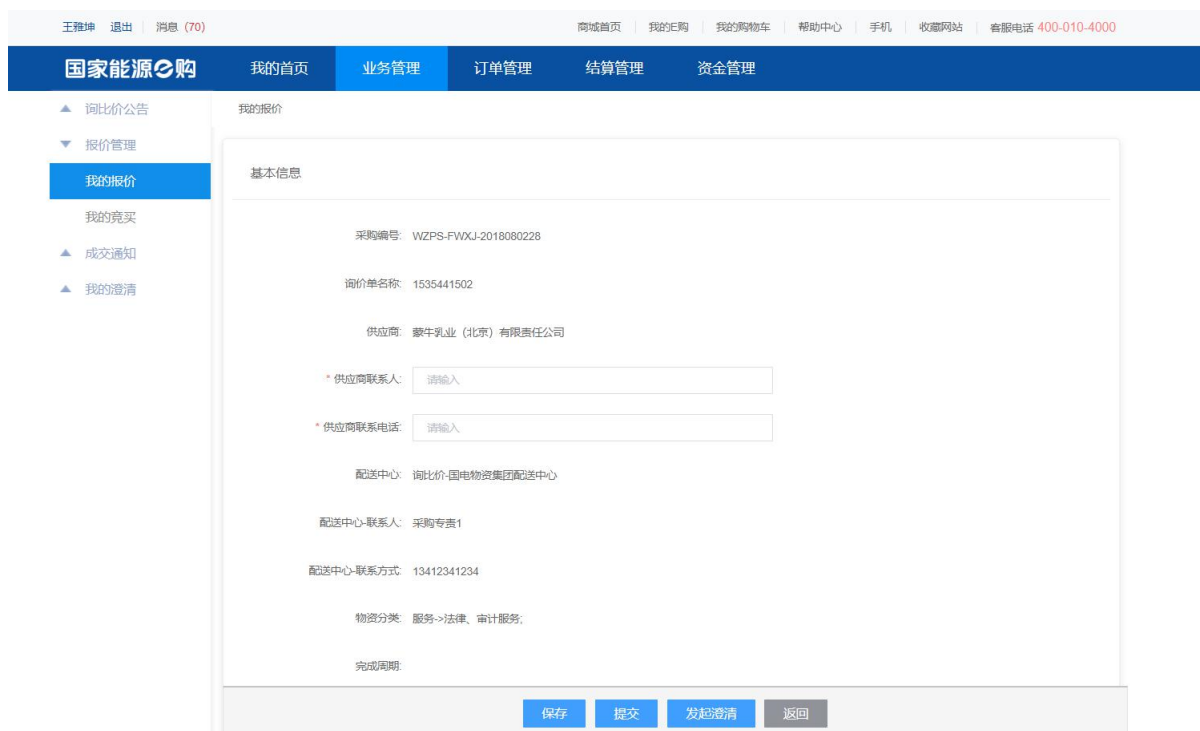 王雅坤 退出 消息 (70) 商城首页 我的E购 我的购物车 帮助中心 手机 收藏网站 客服电话 400-010-4000
国家能源e购 我的首页 业务管理 订单管理 结算管理 资金管理
询比价公告
我的报价
报价管理
基本信息
我的报价
我的竞买
成交通知
我的澄清
采购编号: WZPS-FWXJ-2018080228
询价单名称: 1535441502
供应商: 蒙牛乳业（北京）有限责任公司
* 供应商联系人: 请输入
* 供应商联系电话: 请输入
配送中心: 询比价-国电物资集团配送中心
配送中心-联系人: 采购专责1
配送中心-联系方式: 13412341234
物资分类: 服务->法律、审计服务;
完成周期:
保存 提交 发起澄清 返回